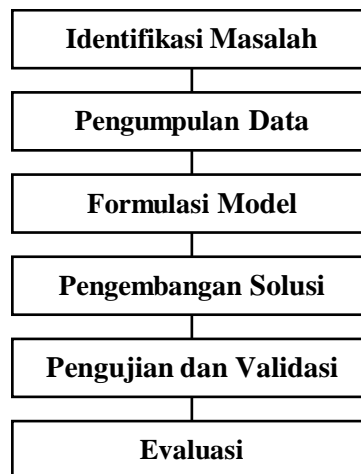 Identifikasi Masalah
Pengumpulan Data
Formulasi Model
Pengembangan Solusi
Pengujian dan Validasi
Evaluasi